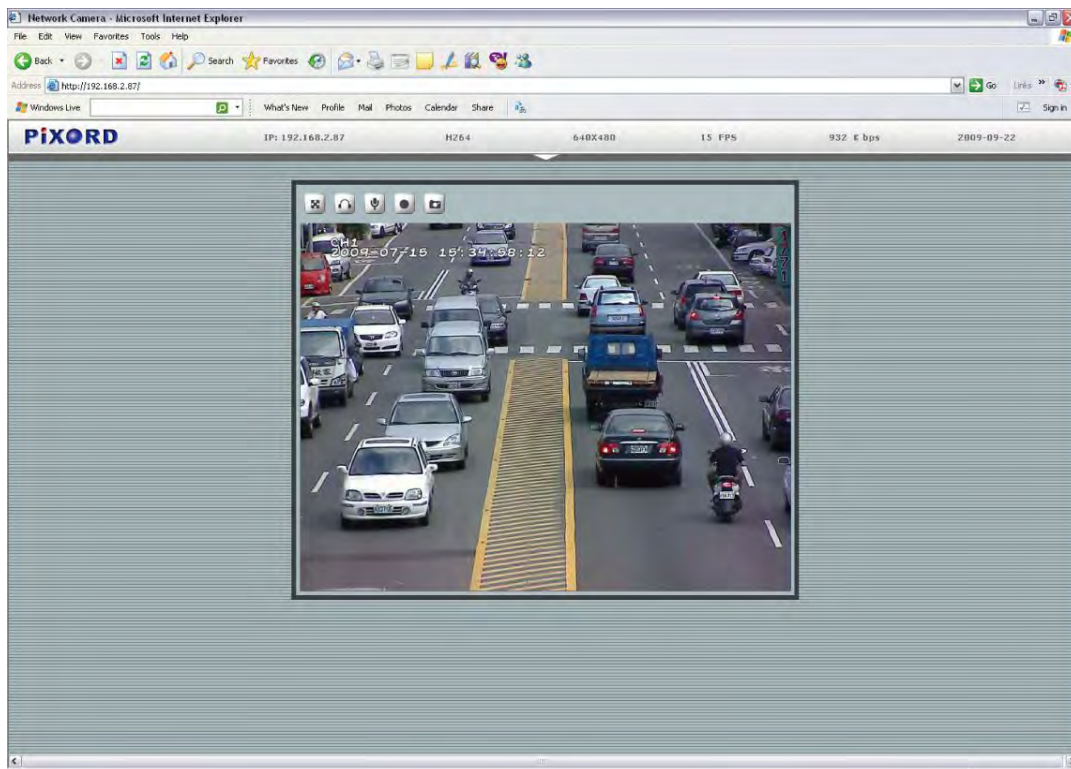 Network Camera - Microsoft Internet Explorer
File Edit View Favorites Tools Help
Back Search Favorites
Address http://192.168.2.87/ Go Links »
Windows Live What's New Profile Mail Photos Calendar Share Sign in
PiXORD IP: 192.168.2.87 H264 640X480 15 FPS 932 K bps 2009-09-22
CH1
2009-07-15 15:34:58:12